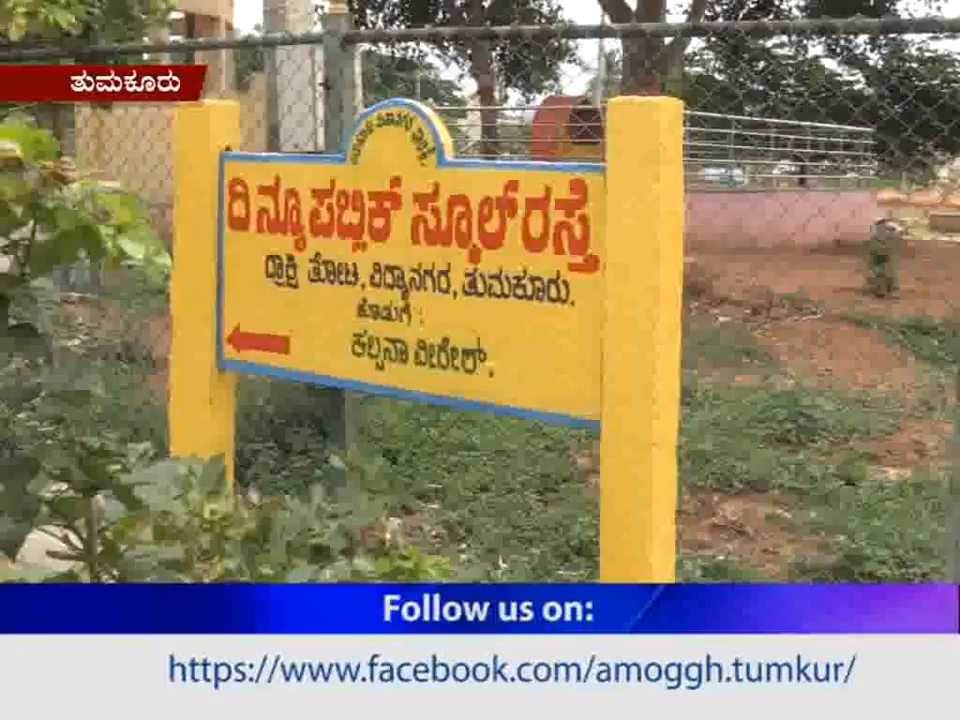 ತುಮಕೂರು
ದಿ ನ್ಯೂ ಪಬ್ಲಿಕ್ ಸ್ಕೂಲ್ ರಸ್ತೆ
ದ್ರಾಕ್ಷಿ ತೋಟ, ವಿದ್ಯಾನಗರ, ತುಮಕೂರು.
ಕೊಡುಗೆ :
ಕಲ್ಪನಾ ವೀರೇಶ್.
Follow us on:
https://www.facebook.com/amoggh.tumkur/